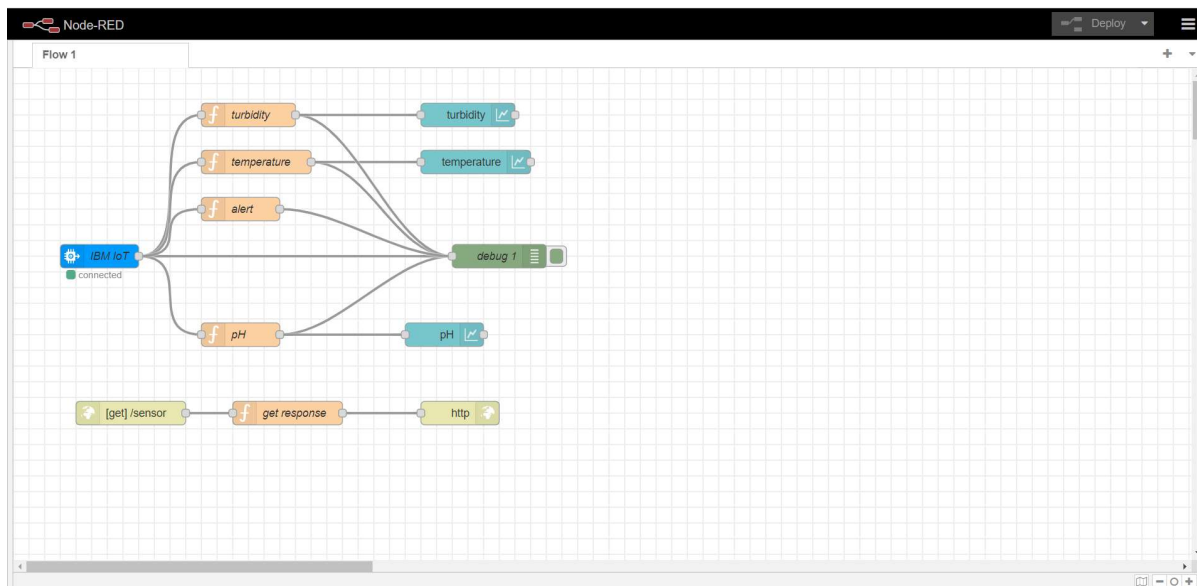 Node-RED
Deploy
Flow 1
turbidity
turbidity
temperature
temperature
alert
IBM IoT
debug 1
connected
pH
pH
[get] /sensor
get response
http